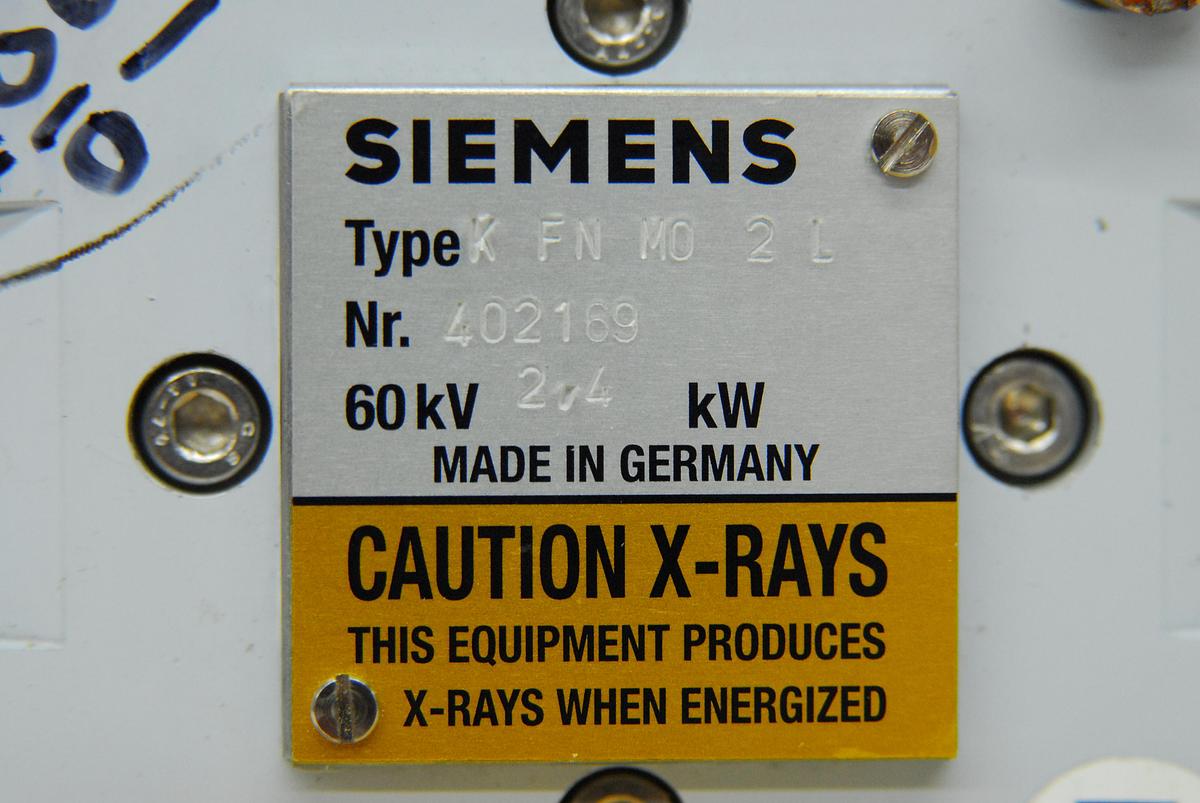 SIEMENS
Type K FN MO 2 L
Nr. 402169
60 kV 2,4 kW
MADE IN GERMANY
CAUTION X-RAYS
THIS EQUIPMENT PRODUCES
X-RAYS WHEN ENERGIZED